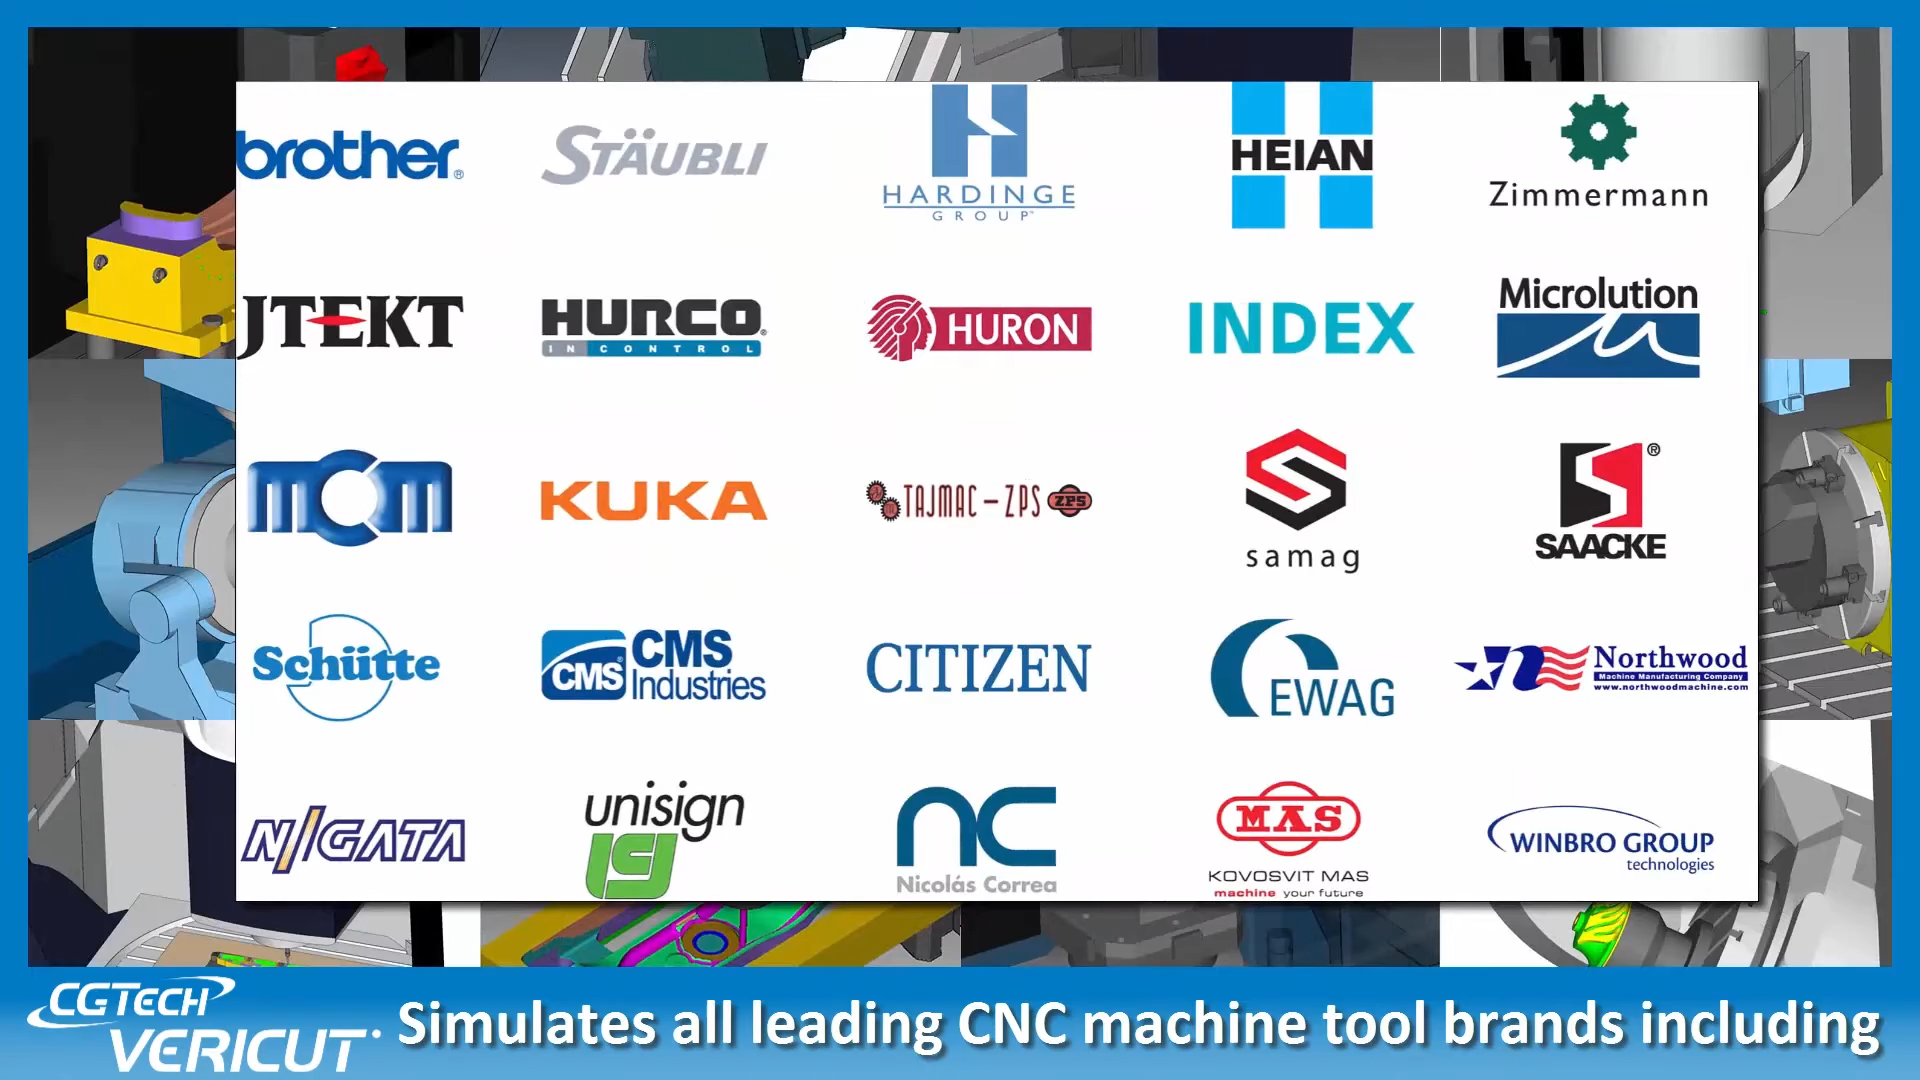 brother®
STÄUBLI
HARDINGE
GROUP™
HEIAN
Zimmermann
JTEKT
HURCO®
IN CONTROL
HURON
INDEX
Microlution
mcm
KUKA
TAJMAC-ZPS ZPS
samag
SAACKE®
Schütte
CMS® CMS
Industries
CITIZEN
EWAG
Northwood
Machine Manufacturing Company
www.northwoodmachine.com
NIIGATA
unisign
nc
Nicolás Correa
MAS
KOVOSVIT MAS
machine your future
WINBRO GROUP
technologies
CGTECH
VERICUT
Simulates all leading CNC machine tool brands including